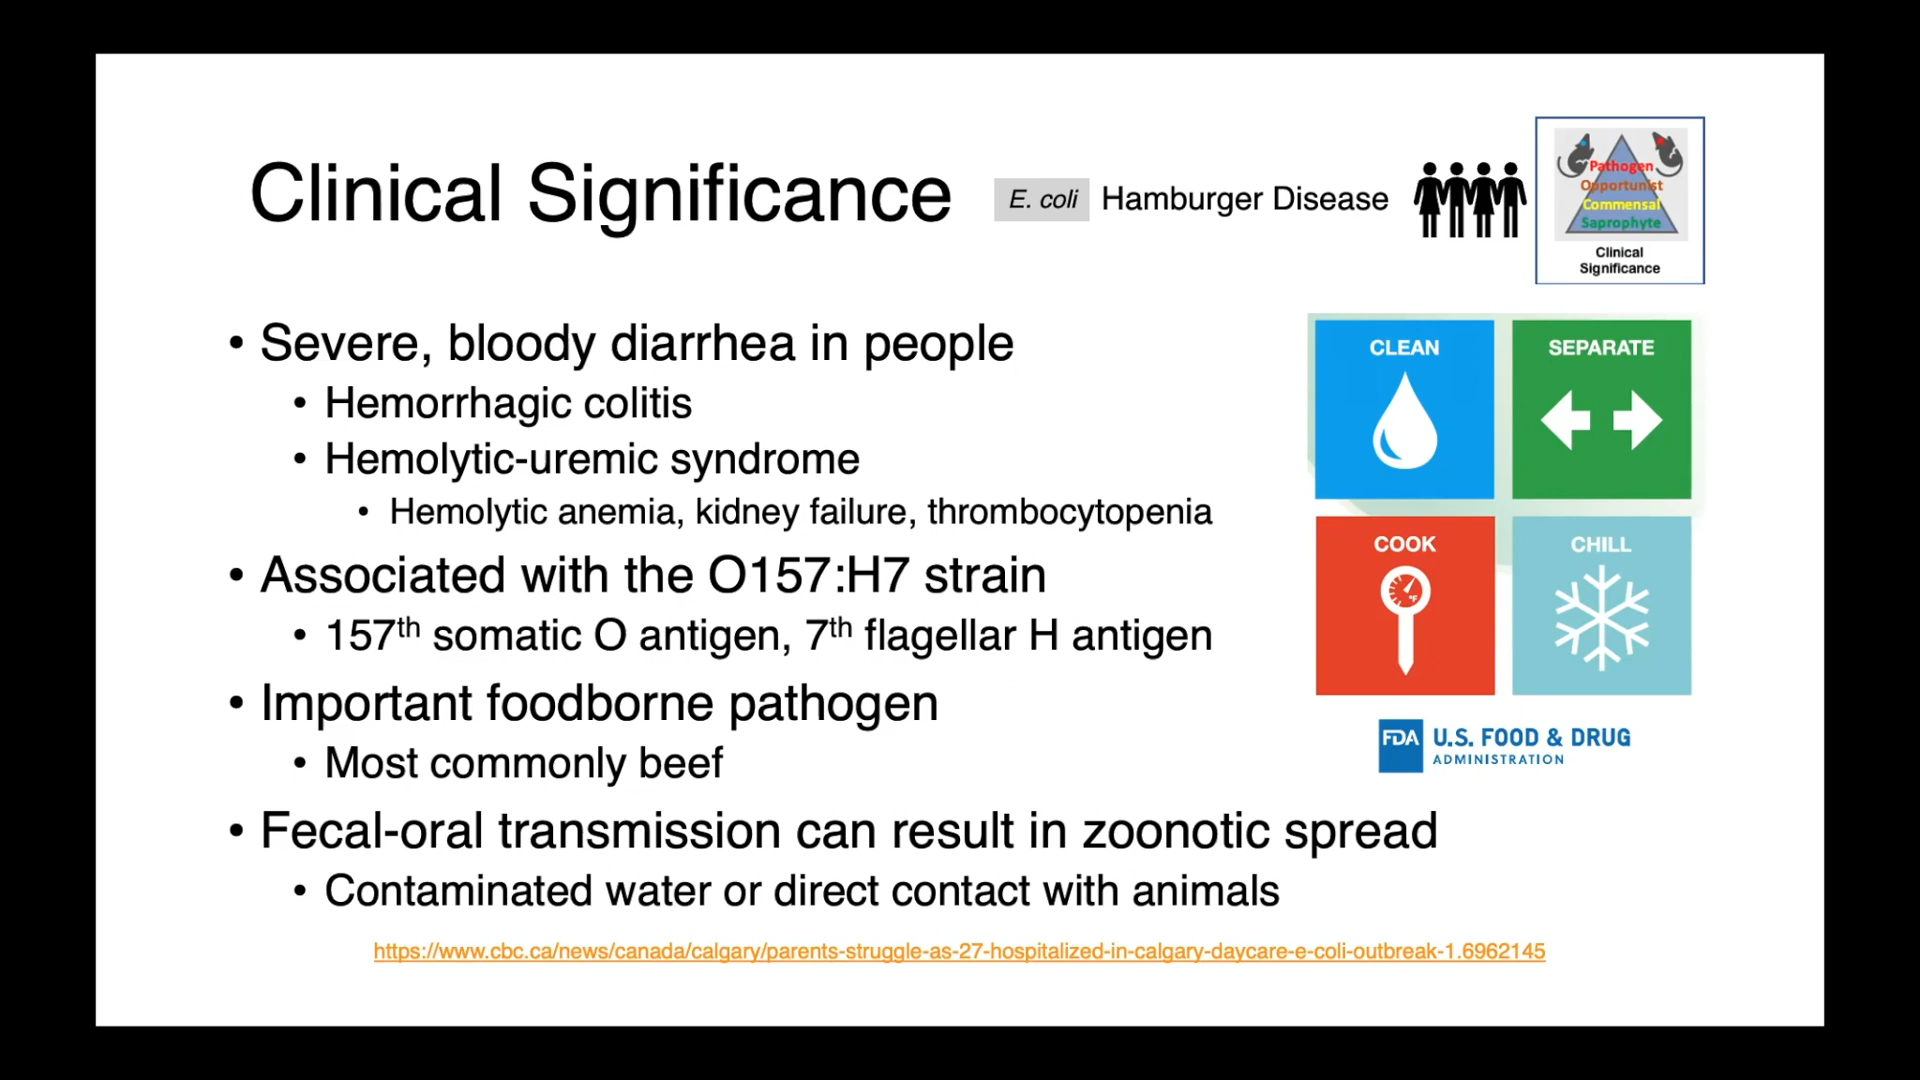 Clinical Significance
E. coli
Hamburger Disease
Pathogen
Opportunist
Commensal
Saprophyte
Clinical
Significance
• Severe, bloody diarrhea in people
• Hemorrhagic colitis
• Hemolytic-uremic syndrome
• Hemolytic anemia, kidney failure, thrombocytopenia
• Associated with the O157:H7 strain
• 157th somatic O antigen, 7th flagellar H antigen
• Important foodborne pathogen
• Most commonly beef
• Fecal-oral transmission can result in zoonotic spread
• Contaminated water or direct contact with animals
CLEAN
SEPARATE
COOK
°F
CHILL
FDA
U.S. FOOD & DRUG
ADMINISTRATION
https://www.cbc.ca/news/canada/calgary/parents-struggle-as-27-hospitalized-in-calgary-daycare-e-coli-outbreak-1.6962145